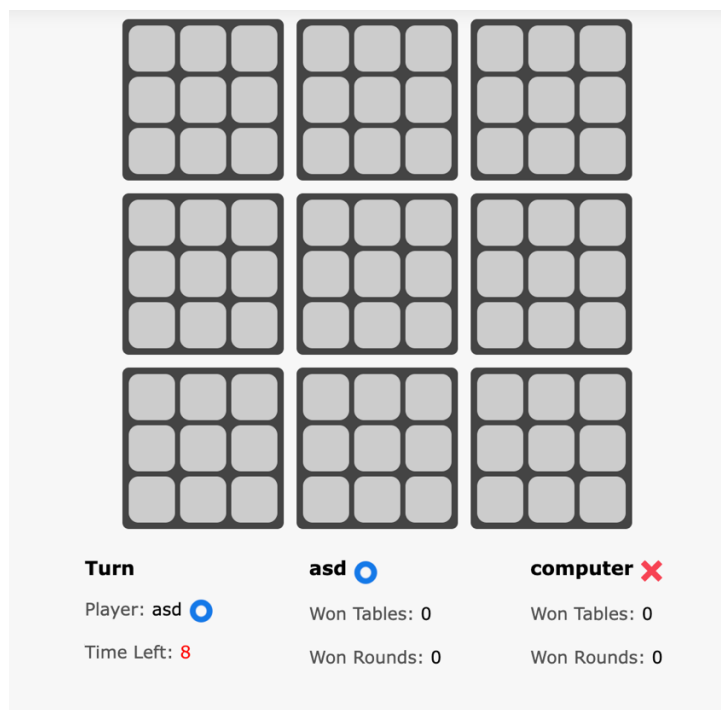 Turn
Player: asd
Time Left: 8
asd
Won Tables: 0
Won Rounds: 0
computer
Won Tables: 0
Won Rounds: 0